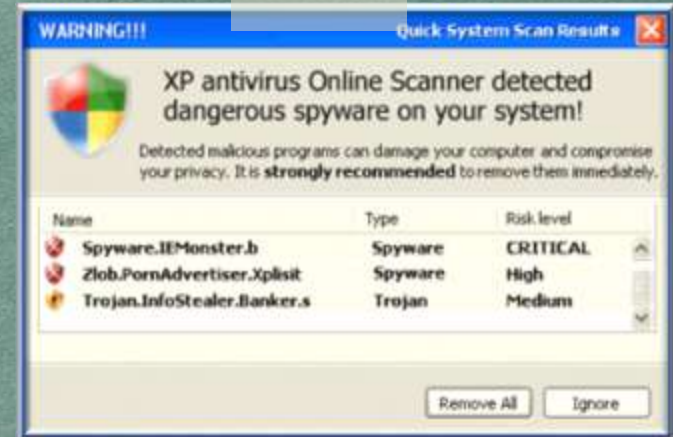 WARNING!!! Quick System Scan Results
XP antivirus Online Scanner detected
dangerous spyware on your system!
Detected malicious programs can damage your computer and compromise
your privacy. It is strongly recommended to remove them immediately.
Name Type Risk level
Spyware.IEMonster.b Spyware CRITICAL
Zlob.PornAdvertiser.Xplisit Spyware High
Trojan.InfoStealer.Banker.s Trojan Medium
Remove All Ignore